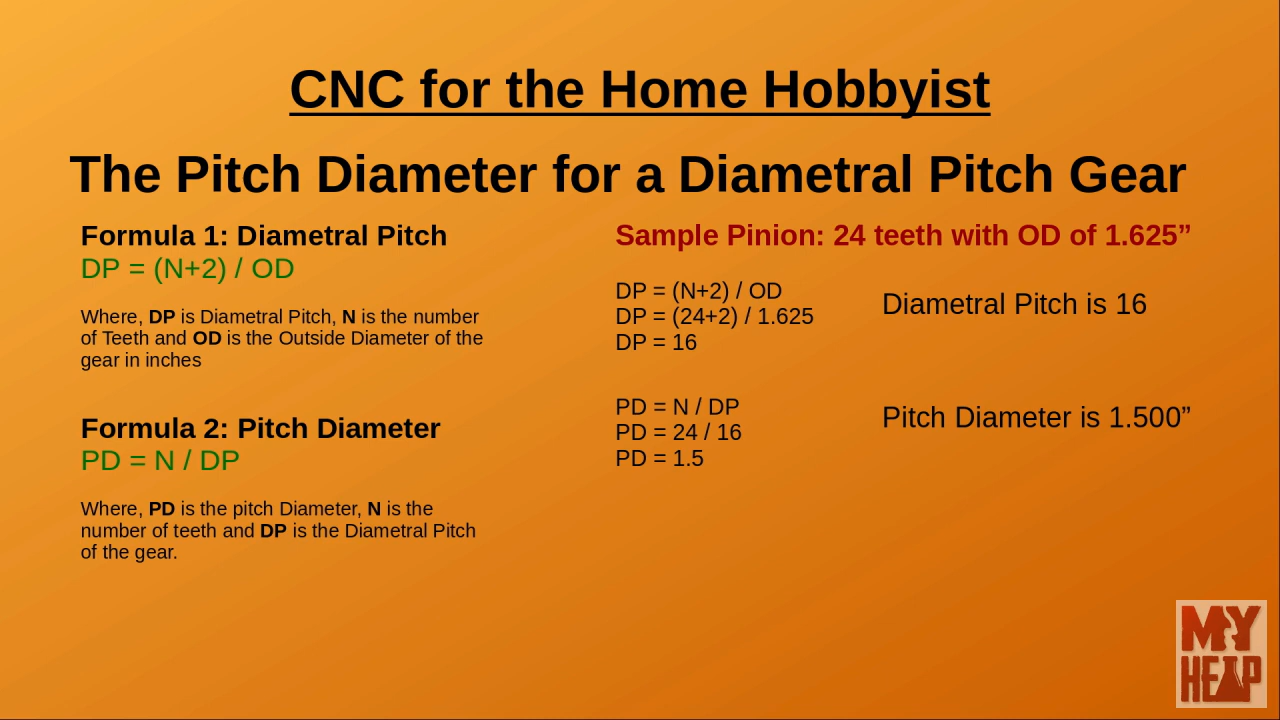 CNC for the Home Hobbyist
The Pitch Diameter for a Diametral Pitch Gear
Formula 1: Diametral Pitch
DP = (N+2) / OD
Where, DP is Diametral Pitch, N is the number
of Teeth and OD is the Outside Diameter of the
gear in inches
Formula 2: Pitch Diameter
PD = N / DP
Where, PD is the pitch Diameter, N is the
number of teeth and DP is the Diametral Pitch
of the gear.
Sample Pinion: 24 teeth with OD of 1.625”
DP = (N+2) / OD
DP = (24+2) / 1.625
DP = 16
Diametral Pitch is 16
PD = N / DP
PD = 24 / 16
PD = 1.5
Pitch Diameter is 1.500”
MY
HEAP